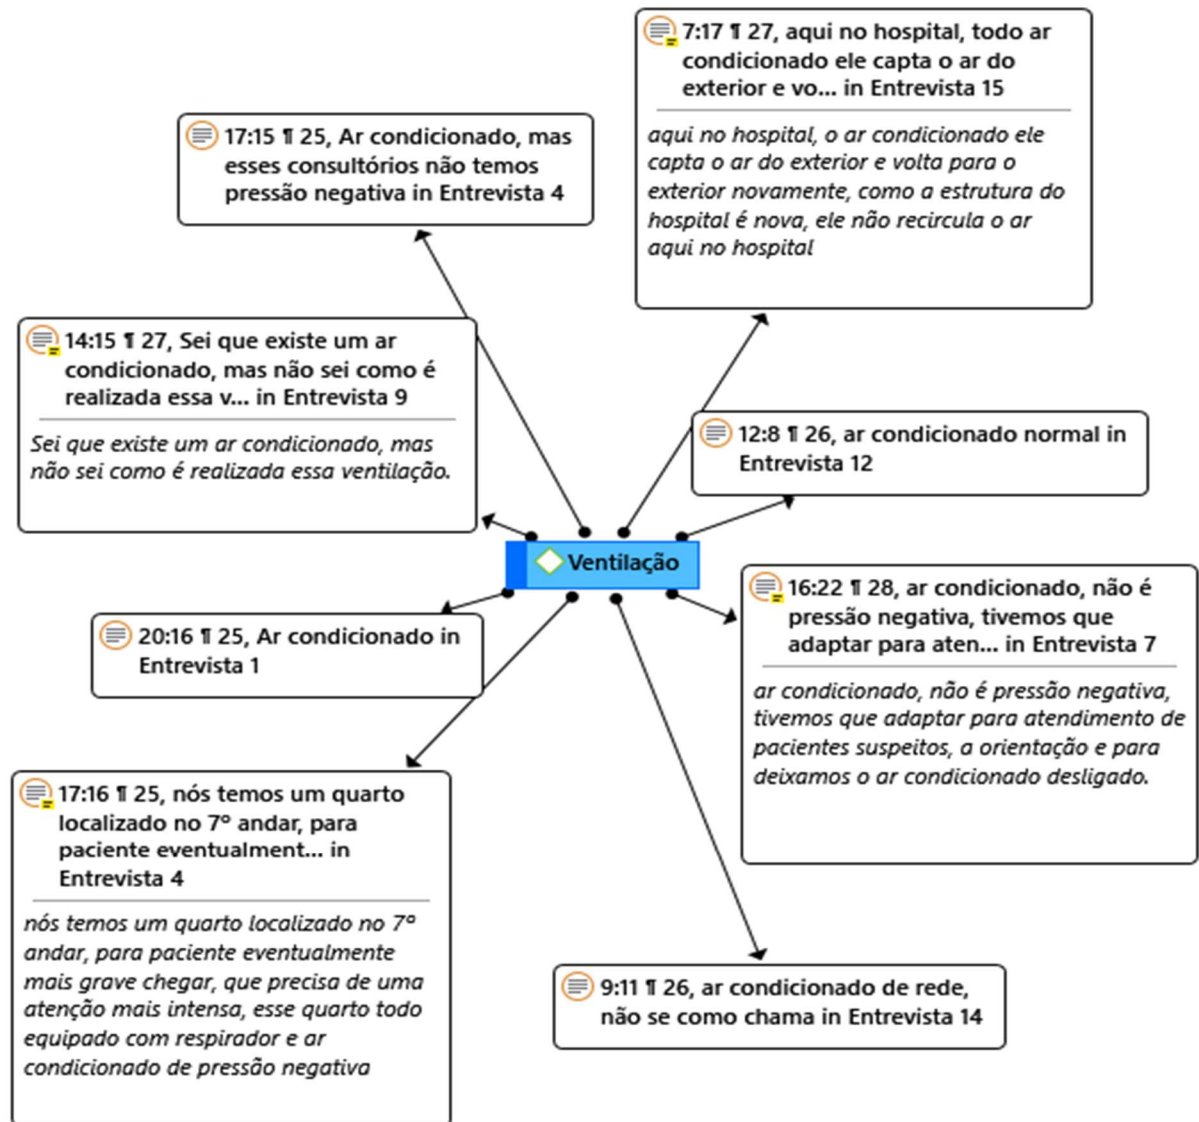 7:17 ¶ 27, aqui no hospital, todo ar
condicionado ele capta o ar do
exterior e vo... in Entrevista 15
aqui no hospital, o ar condicionado ele
capta o ar do exterior e volta para o
exterior novamente, como a estrutura do
hospital é nova, ele não recircula o ar
aqui no hospital
17:15 ¶ 25, Ar condicionado, mas
esses consultórios não temos
pressão negativa in Entrevista 4
14:15 ¶ 27, Sei que existe um ar
condicionado, mas não sei como é
realizada essa v... in Entrevista 9
Sei que existe um ar condicionado, mas
não sei como é realizada essa ventilação.
12:8 ¶ 26, ar condicionado normal in
Entrevista 12
Ventilação
16:22 ¶ 28, ar condicionado, não é
pressão negativa, tivemos que
adaptar para aten... in Entrevista 7
ar condicionado, não é pressão negativa,
tivemos que adaptar para atendimento de
pacientes suspeitos, a orientação e para
deixamos o ar condicionado desligado.
20:16 ¶ 25, Ar condicionado in
Entrevista 1
17:16 ¶ 25, nós temos um quarto
localizado no 7º andar, para
paciente eventualment... in
Entrevista 4
nós temos um quarto localizado no 7º
andar, para paciente eventualmente
mais grave chegar, que precisa de uma
atenção mais intensa, esse quarto todo
equipado com respirador e ar
condicionado de pressão negativa
9:11 ¶ 26, ar condicionado de rede,
não se como chama in Entrevista 14